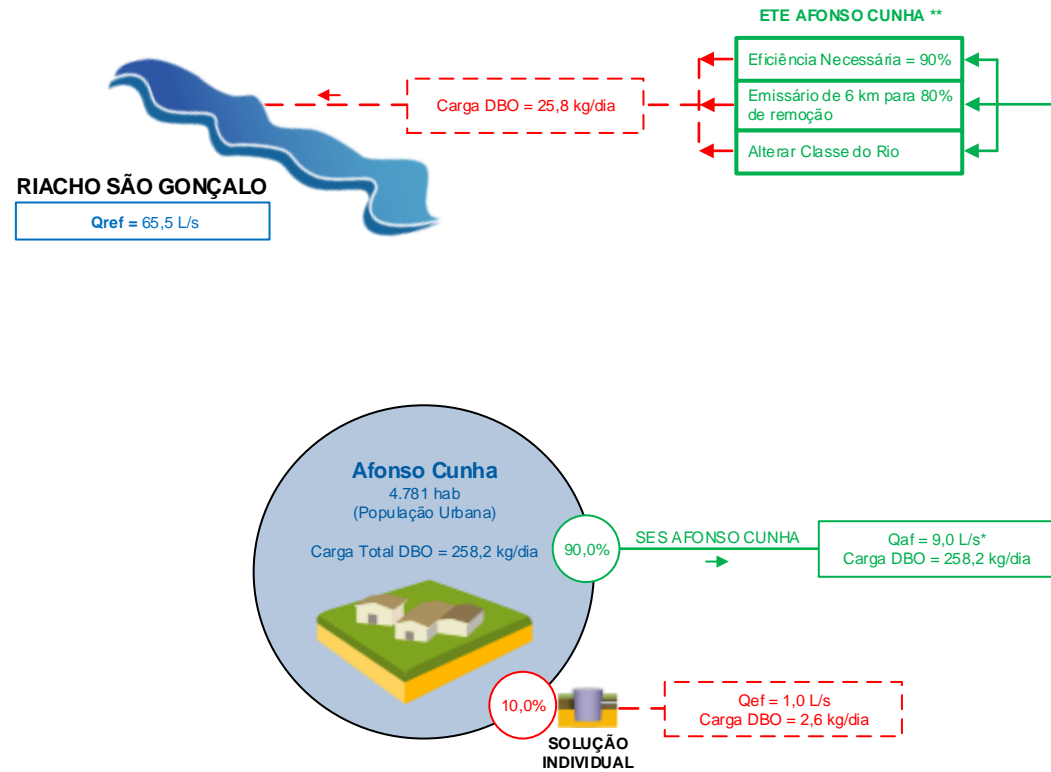 ETE AFONSO CUNHA **
Eficiência Necessária = 90%
Emissário de 6 km para 80%
de remoção
Alterar Classe do Rio
Carga DBO = 25,8 kg/dia
RIACHO SÃO GONÇALO
Qref = 65,5 L/s
Afonso Cunha
4.781 hab
(População Urbana)
Carga Total DBO = 258,2 kg/dia
90,0%
SES AFONSO CUNHA
Qaf = 9,0 L/s*
Carga DBO = 258,2 kg/dia
10,0%
SOLUÇÃO
INDIVIDUAL
Qef = 1,0 L/s
Carga DBO = 2,6 kg/dia